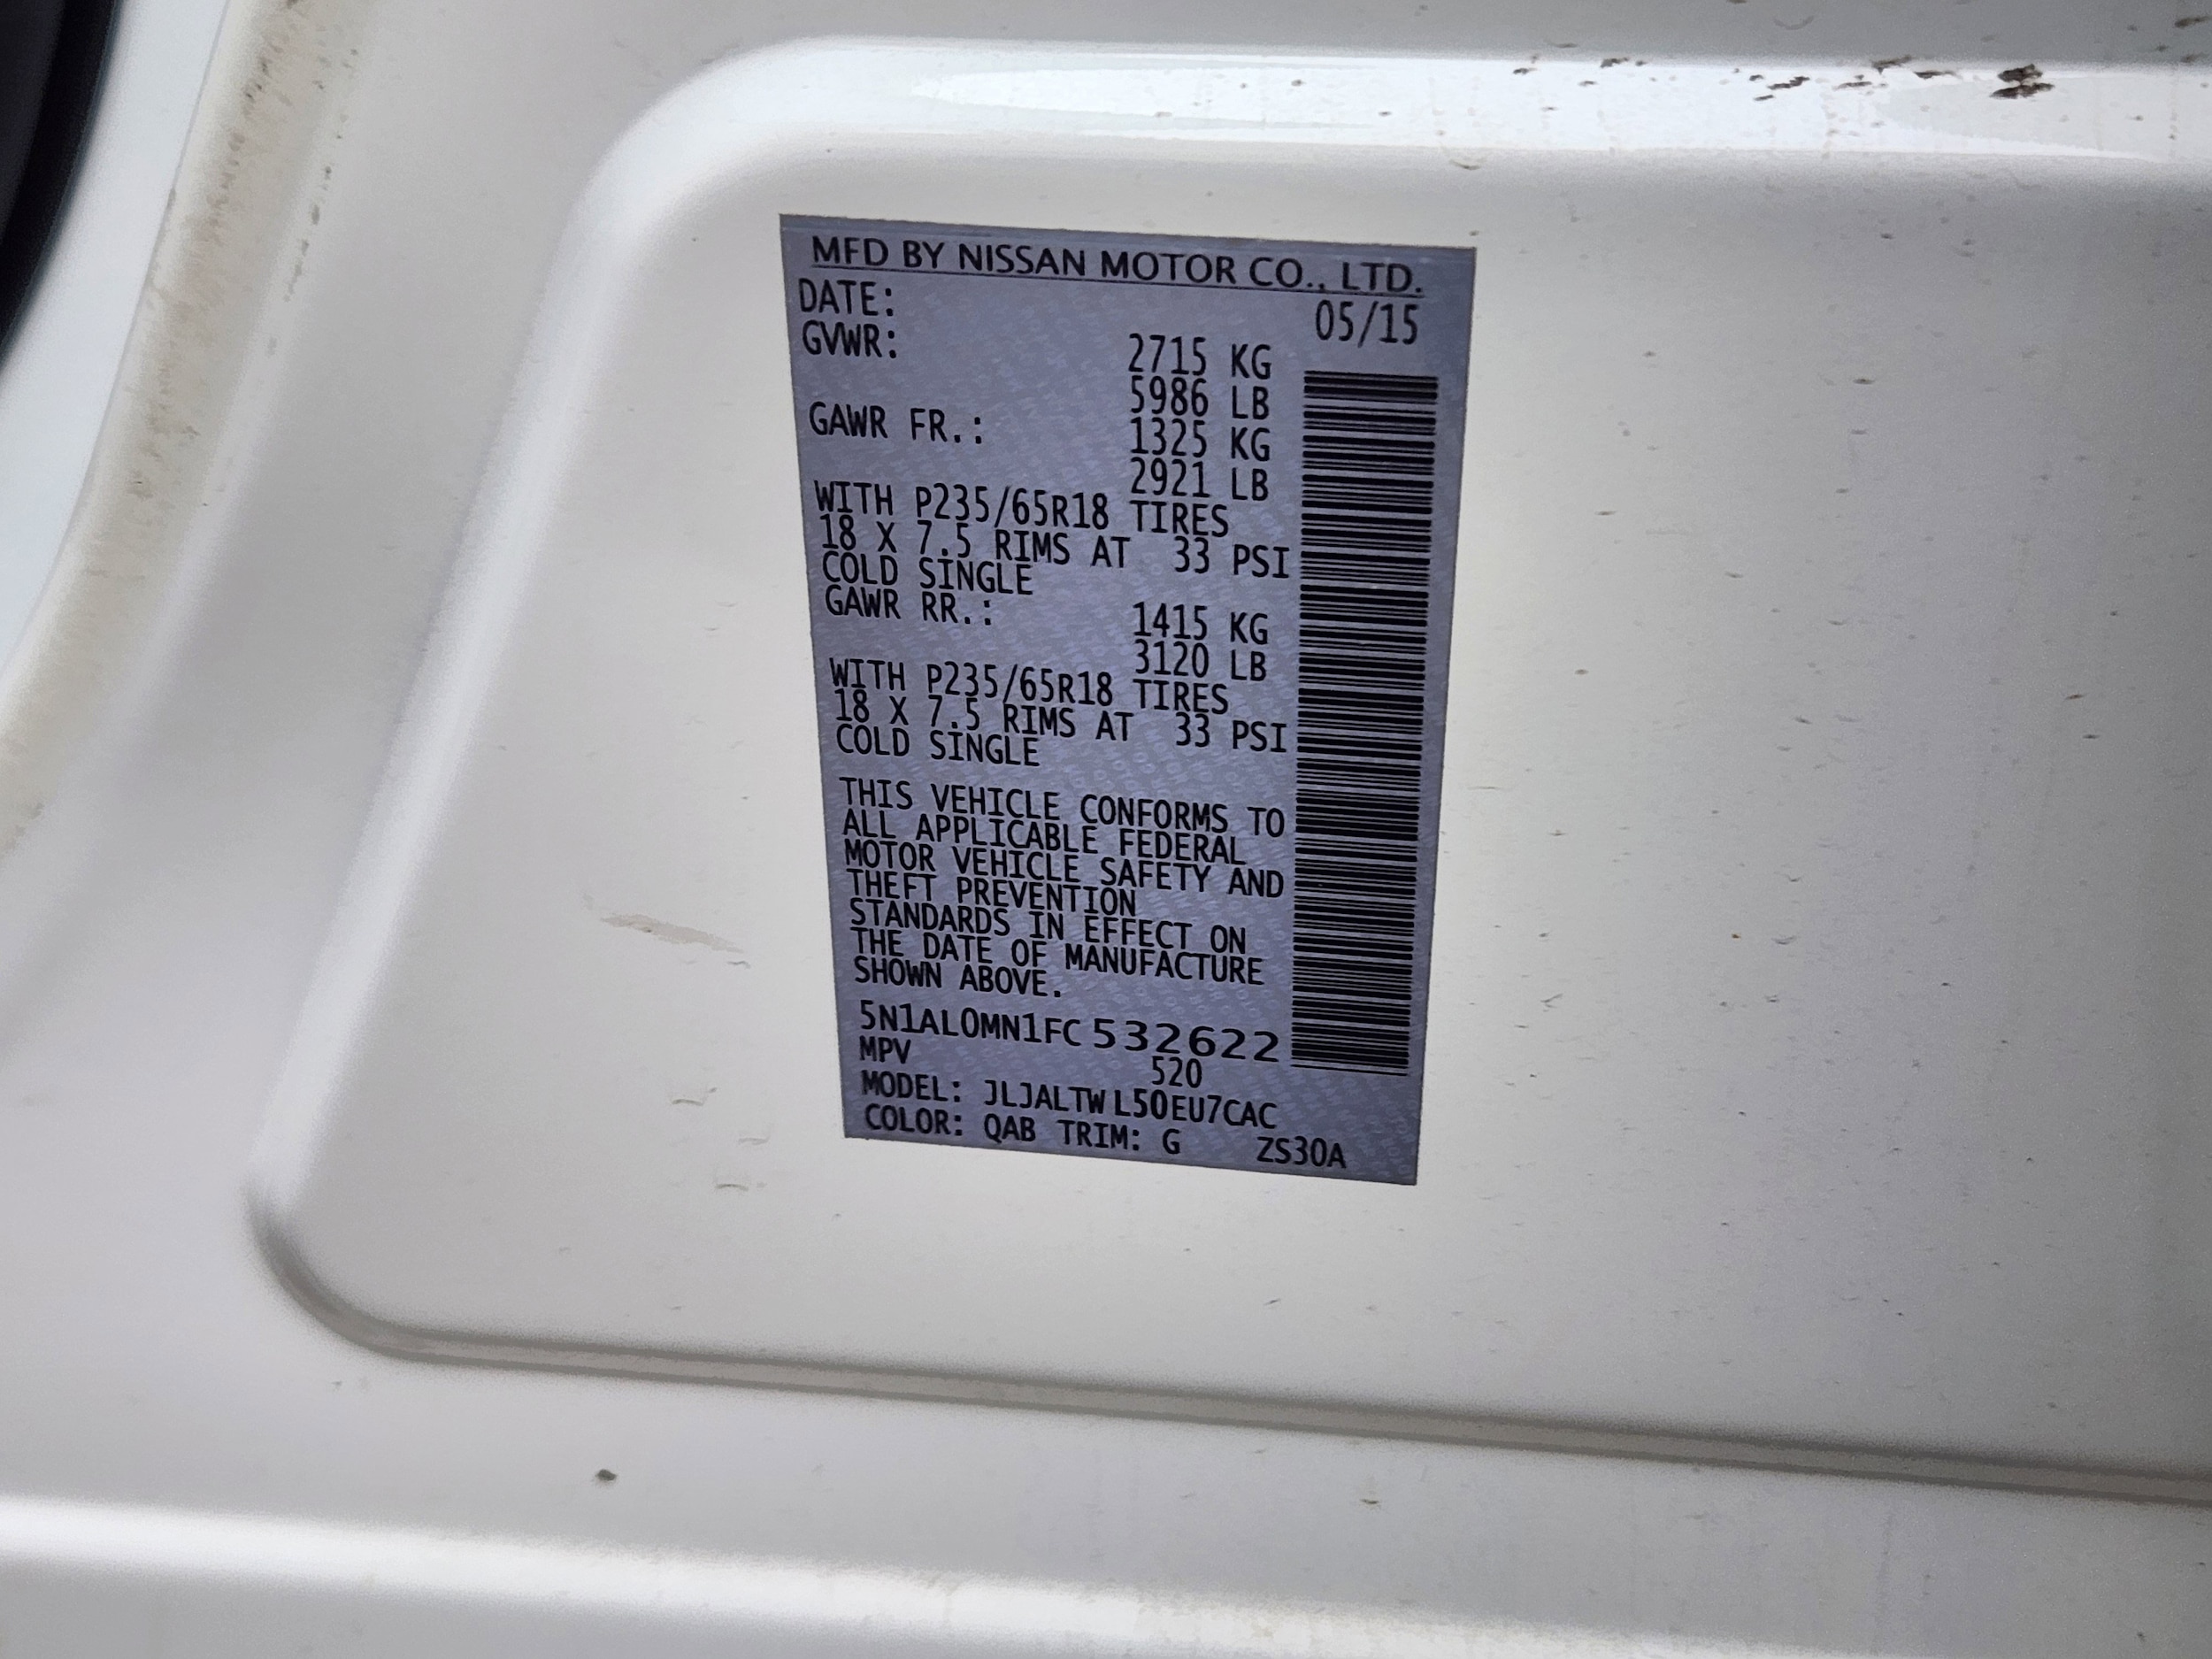 MFD BY NISSAN MOTOR CO., LTD.
DATE: 05/15
GVWR: 2715 KG
5986 LB
GAWR FR.: 1325 KG
2921 LB
WITH P235/65R18 TIRES
18 X 7.5 RIMS AT 33 PSI
COLD SINGLE
GAWR RR.: 1415 KG
3120 LB
WITH P235/65R18 TIRES
18 X 7.5 RIMS AT 33 PSI
COLD SINGLE
THIS VEHICLE CONFORMS TO
ALL APPLICABLE FEDERAL
MOTOR VEHICLE SAFETY AND
THEFT PREVENTION
STANDARDS IN EFFECT ON
THE DATE OF MANUFACTURE
SHOWN ABOVE.
5N1AL0MN1FC532622
MPV 520
MODEL: JLJALTWL50EU7CAC
COLOR: QAB TRIM: G ZS30A